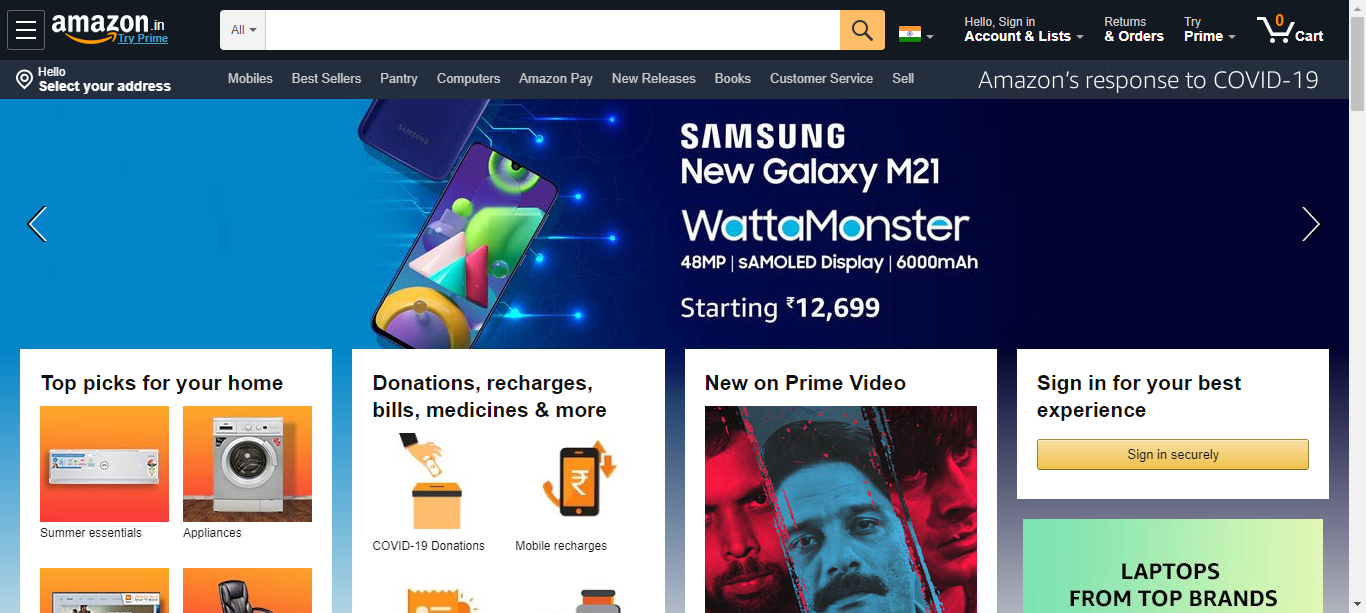 amazon.in
Try Prime
All
Hello, Sign in
Account & Lists
Returns
& Orders
Try
Prime
0
Cart
Hello
Select your address
Mobiles
Best Sellers
Pantry
Computers
Amazon Pay
New Releases
Books
Customer Service
Sell
Amazon's response to COVID-19
SAMSUNG
SAMSUNG
New Galaxy M21
WattaMonster
48MP | sAMOLED Display | 6000mAh
Starting ₹12,699
Top picks for your home
Summer essentials
Appliances
Donations, recharges,
bills, medicines & more
₹
COVID-19 Donations
Mobile recharges
New on Prime Video
Sign in for your best
experience
Sign in securely
LAPTOPS
FROM TOP BRANDS